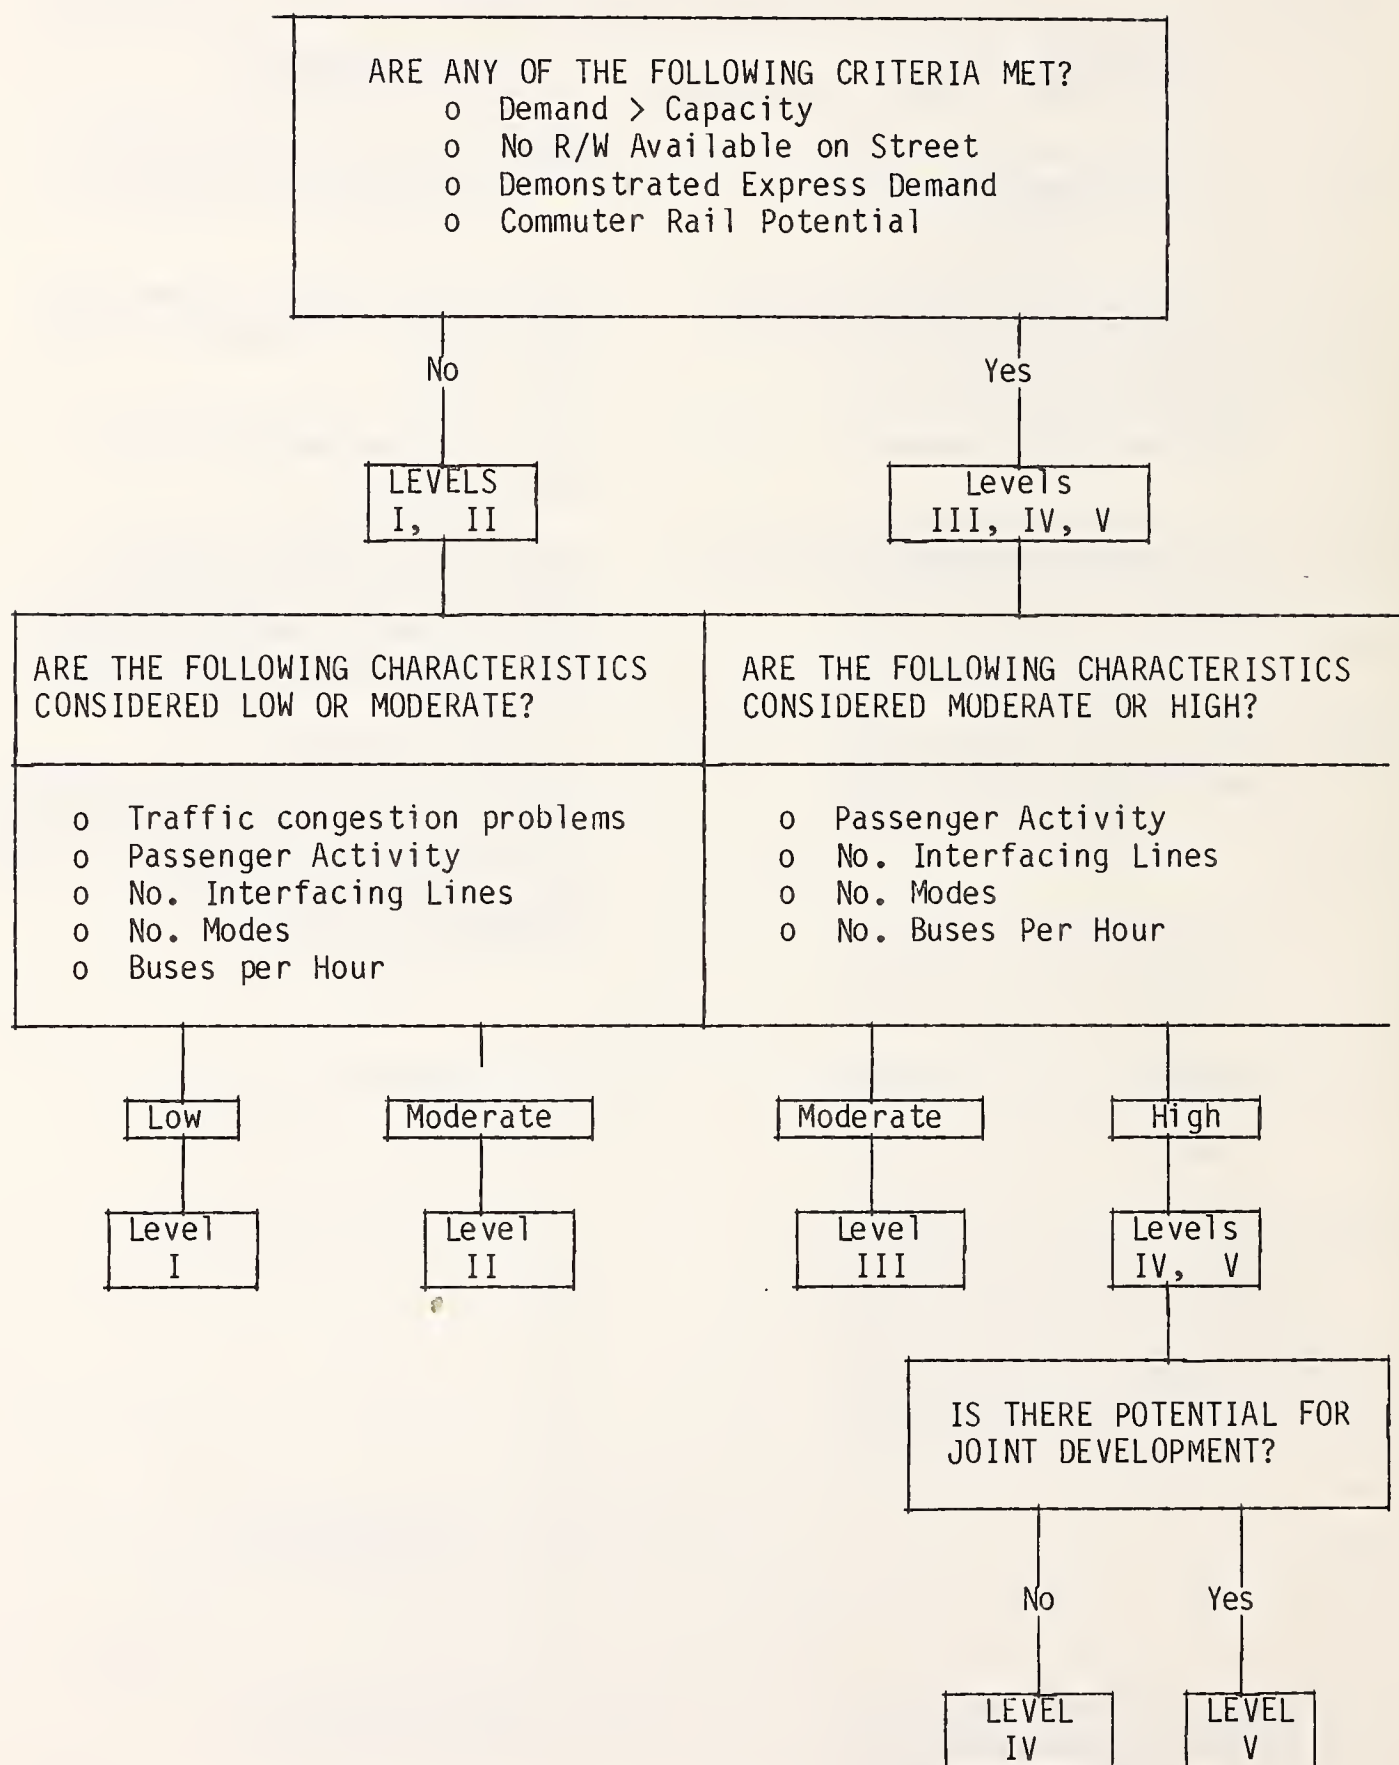 ARE ANY OF THE FOLLOWING CRITERIA MET?
o Demand > Capacity
o No R/W Available on Street
o Demonstrated Express Demand
o Commuter Rail Potential
No
Yes
LEVELS
I, II
Levels
III, IV, V
ARE THE FOLLOWING CHARACTERISTICS
CONSIDERED LOW OR MODERATE?
o Traffic congestion problems
o Passenger Activity
o No. Interfacing Lines
o No. Modes
o Buses per Hour
ARE THE FOLLOWING CHARACTERISTICS
CONSIDERED MODERATE OR HIGH?
o Passenger Activity
o No. Interfacing Lines
o No. Modes
o No. Buses Per Hour
Low
Moderate
Moderate
High
Level
I
Level
II
Level
III
Levels
IV, V
IS THERE POTENTIAL FOR
JOINT DEVELOPMENT?
No
Yes
LEVEL
IV
LEVEL
V